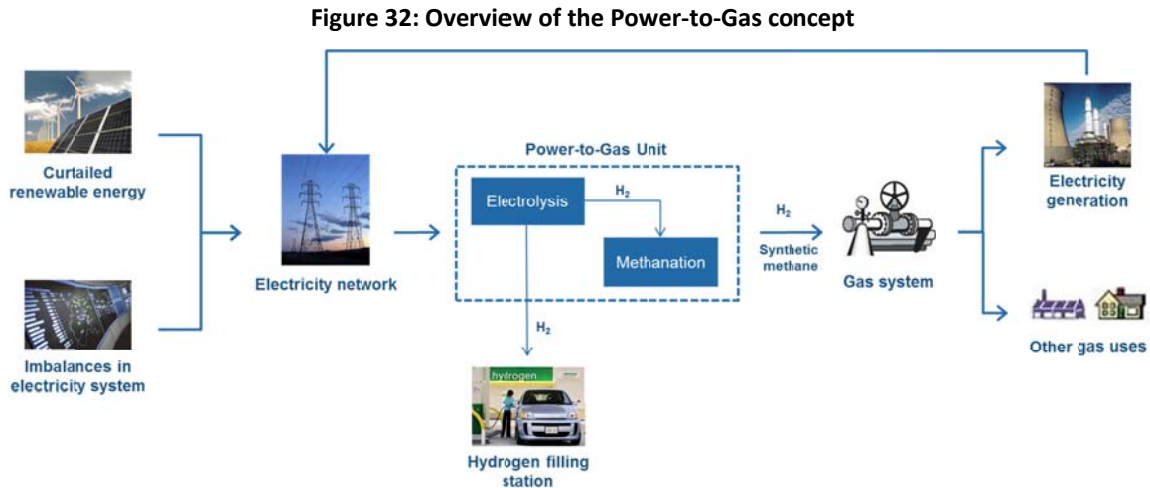 Figure 32: Overview of the Power-to-Gas concept
Curtailed
renewable energy
Imbalances in
electricity system
Electricity network
Power-to-Gas Unit
Electrolysis
H₂
Methanation
H₂
hydrogen
Hydrogen filling
station
H₂
Synthetic
methane
Gas system
Electricity
generation
Other gas uses